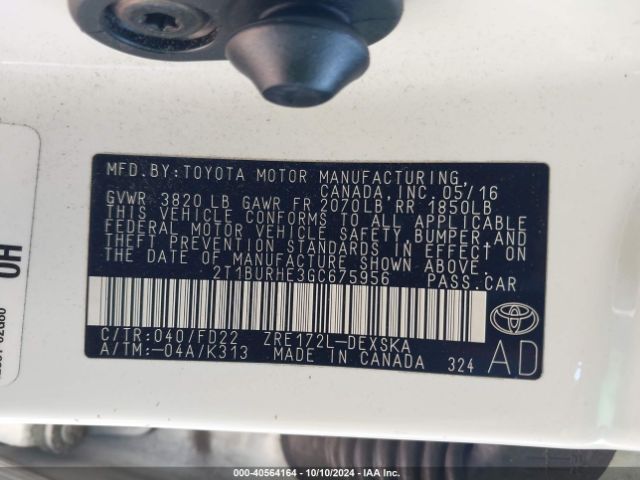 MFD.BY:TOYOTA MOTOR MANUFACTURING,
CANADA, INC. 05/16
GVWR 3820 LB GAWR FR 2070LB RR 1850LB
THIS VEHICLE CONFORMS TO ALL APPLICABLE
FEDERAL MOTOR VEHICLE SAFETY BUMPER, AND
THEFT PREVENTION STANDARDS IN EFFECT ON
THE DATE OF MANUFACTURE SHOWN ABOVE.
2T1BURHE3GC675956 PASS.CAR
C/TR:040/FD22 ZRE172L-DEXSKA
A/TM:-04A/K313 MADE IN CANADA 324
AD
HO
000-40564164 - 10/10/2024 - IAA Inc.